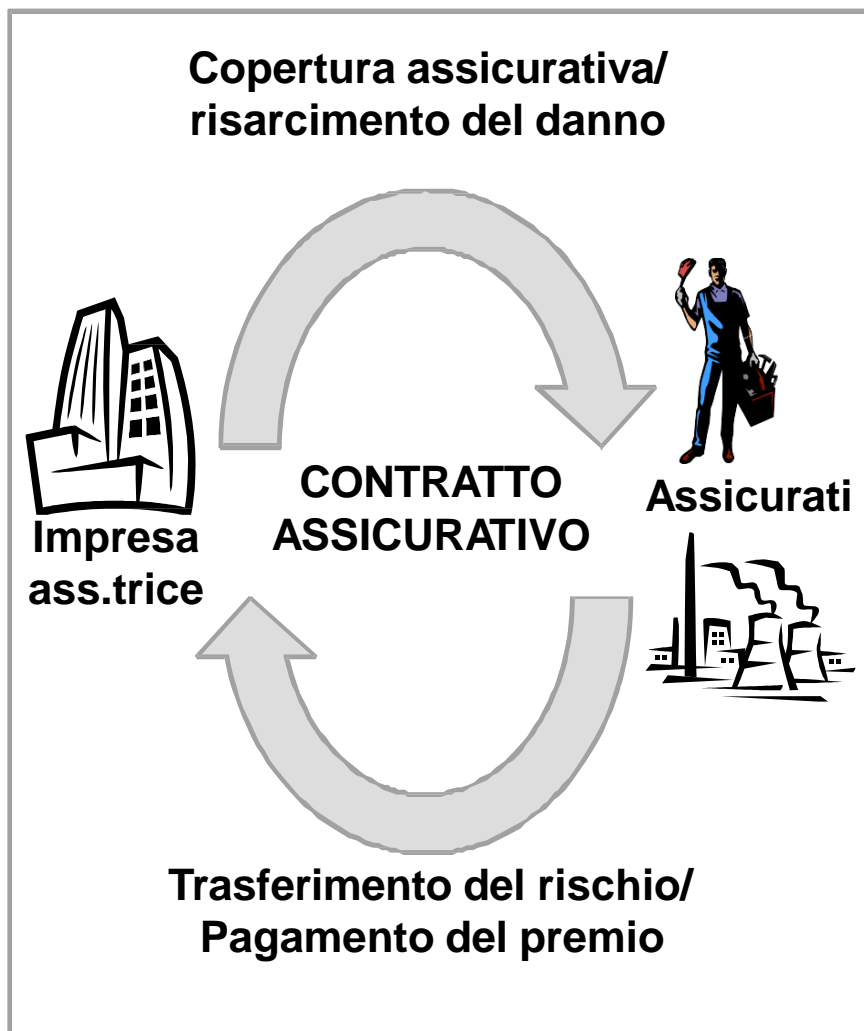 Copertura assicurativa/
risarcimento del danno
CONTRATTO
ASSICURATIVO
Impresa
ass.trice
Assicurati
Trasferimento del rischio/
Pagamento del premio